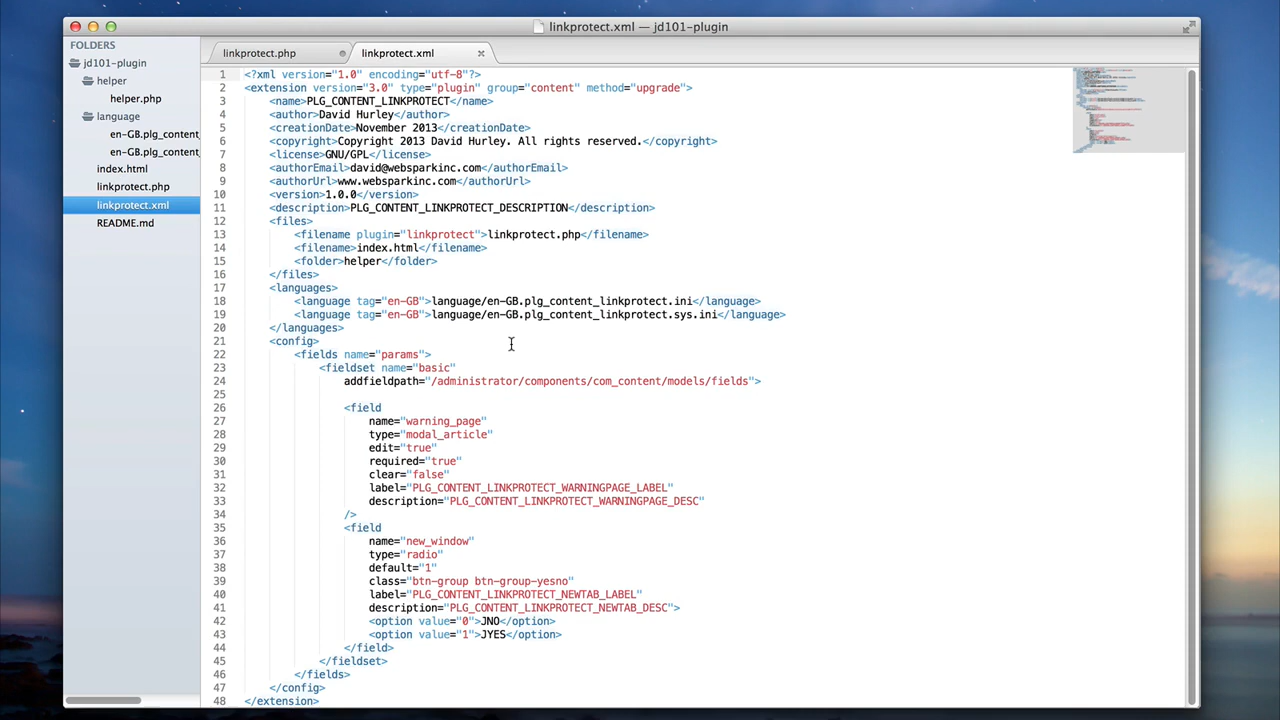 linkprotect.xml — jd101-plugin
FOLDERS
jd101-plugin
helper
helper.php
language
en-GB.plg_content_
en-GB.plg_content_
index.html
linkprotect.php
linkprotect.xml
README.md
linkprotect.php
linkprotect.xml
1 <?xml version="1.0" encoding="utf-8"?>
2 <extension version="3.0" type="plugin" group="content" method="upgrade">
3 <name>PLG_CONTENT_LINKPROTECT</name>
4 <author>David Hurley</author>
5 <creationDate>November 2013</creationDate>
6 <copyright>Copyright 2013 David Hurley. All rights reserved.</copyright>
7 <license>GNU/GPL</license>
8 <authorEmail>david@websparkinc.com</authorEmail>
9 <authorUrl>www.websparkinc.com</authorUrl>
10 <version>1.0.0</version>
11 <description>PLG_CONTENT_LINKPROTECT_DESCRIPTION</description>
12 <files>
13 <filename plugin="linkprotect">linkprotect.php</filename>
14 <filename>index.html</filename>
15 <folder>helper</folder>
16 </files>
17 <languages>
18 <language tag="en-GB">language/en-GB.plg_content_linkprotect.ini</language>
19 <language tag="en-GB">language/en-GB.plg_content_linkprotect.sys.ini</language>
20 </languages>
21 <config>
22 <fields name="params">
23 <fieldset name="basic"
24 addfieldpath="/administrator/components/com_content/models/fields">
25
26 <field
27 name="warning_page"
28 type="modal_article"
29 edit="true"
30 required="true"
31 clear="false"
32 label="PLG_CONTENT_LINKPROTECT_WARNINGPAGE_LABEL"
33 description="PLG_CONTENT_LINKPROTECT_WARNINGPAGE_DESC"
34 />
35 <field
36 name="new_window"
37 type="radio"
38 default="1"
39 class="btn-group btn-group-yesno"
40 label="PLG_CONTENT_LINKPROTECT_NEWTAB_LABEL"
41 description="PLG_CONTENT_LINKPROTECT_NEWTAB_DESC">
42 <option value="0">JNO</option>
43 <option value="1">JYES</option>
44 </field>
45 </fieldset>
46 </fields>
47 </config>
48 </extension>